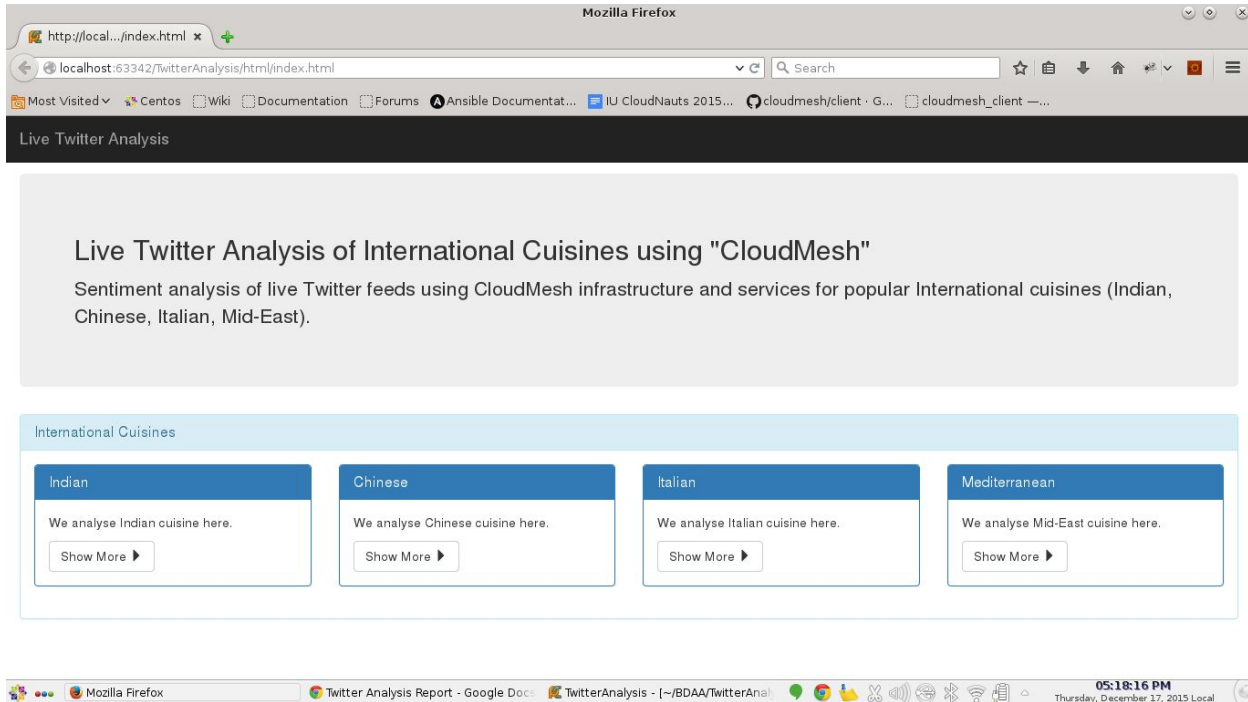 Mozilla Firefox
http://local.../index.html
localhost:63342/TwitterAnalysis/html/index.html
Search
Most Visited
Centos
Wiki
Documentation
Forums
Ansible Documentat...
IU CloudNauts 2015...
cloudmesh/client · G...
cloudmesh_client —...
Live Twitter Analysis
Live Twitter Analysis of International Cuisines using "CloudMesh"
Sentiment analysis of live Twitter feeds using CloudMesh infrastructure and services for popular International cuisines (Indian,
Chinese, Italian, Mid-East).
International Cuisines
Indian
We analyse Indian cuisine here.
Show More
Chinese
We analyse Chinese cuisine here.
Show More
Italian
We analyse Italian cuisine here.
Show More
Mediterranean
We analyse Mid-East cuisine here.
Show More
Mozilla Firefox
Twitter Analysis Report - Google Docs
TwitterAnalysis - [~/BDAA/TwitterAnal
05:18:16 PM
Thursday, December 17, 2015 Local